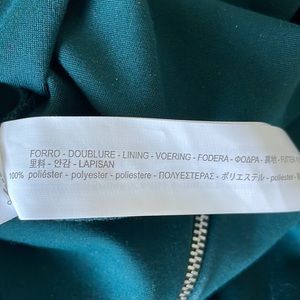 FORRO - DOUBLURE - LINING - VOERING - FODERA - ΦΟΔΡΑ - 裏地 -
里料 - 안감 - LAPISAN
100% poliéster - polyester - poliestere - ΠΟΛΥΕΣΤΕΡΑΣ - ポリエステル - poliéster -